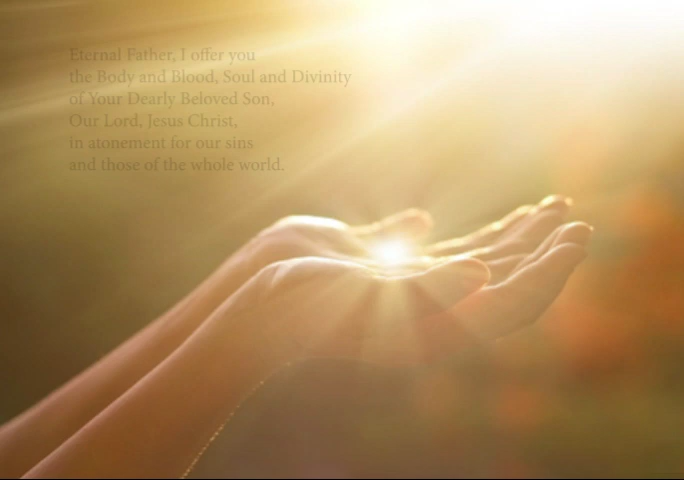 Eternal Father, I offer you
the Body and Blood, Soul and Divinity
of Your Dearly Beloved Son,
Our Lord, Jesus Christ,
in atonement for our sins
and those of the whole world.